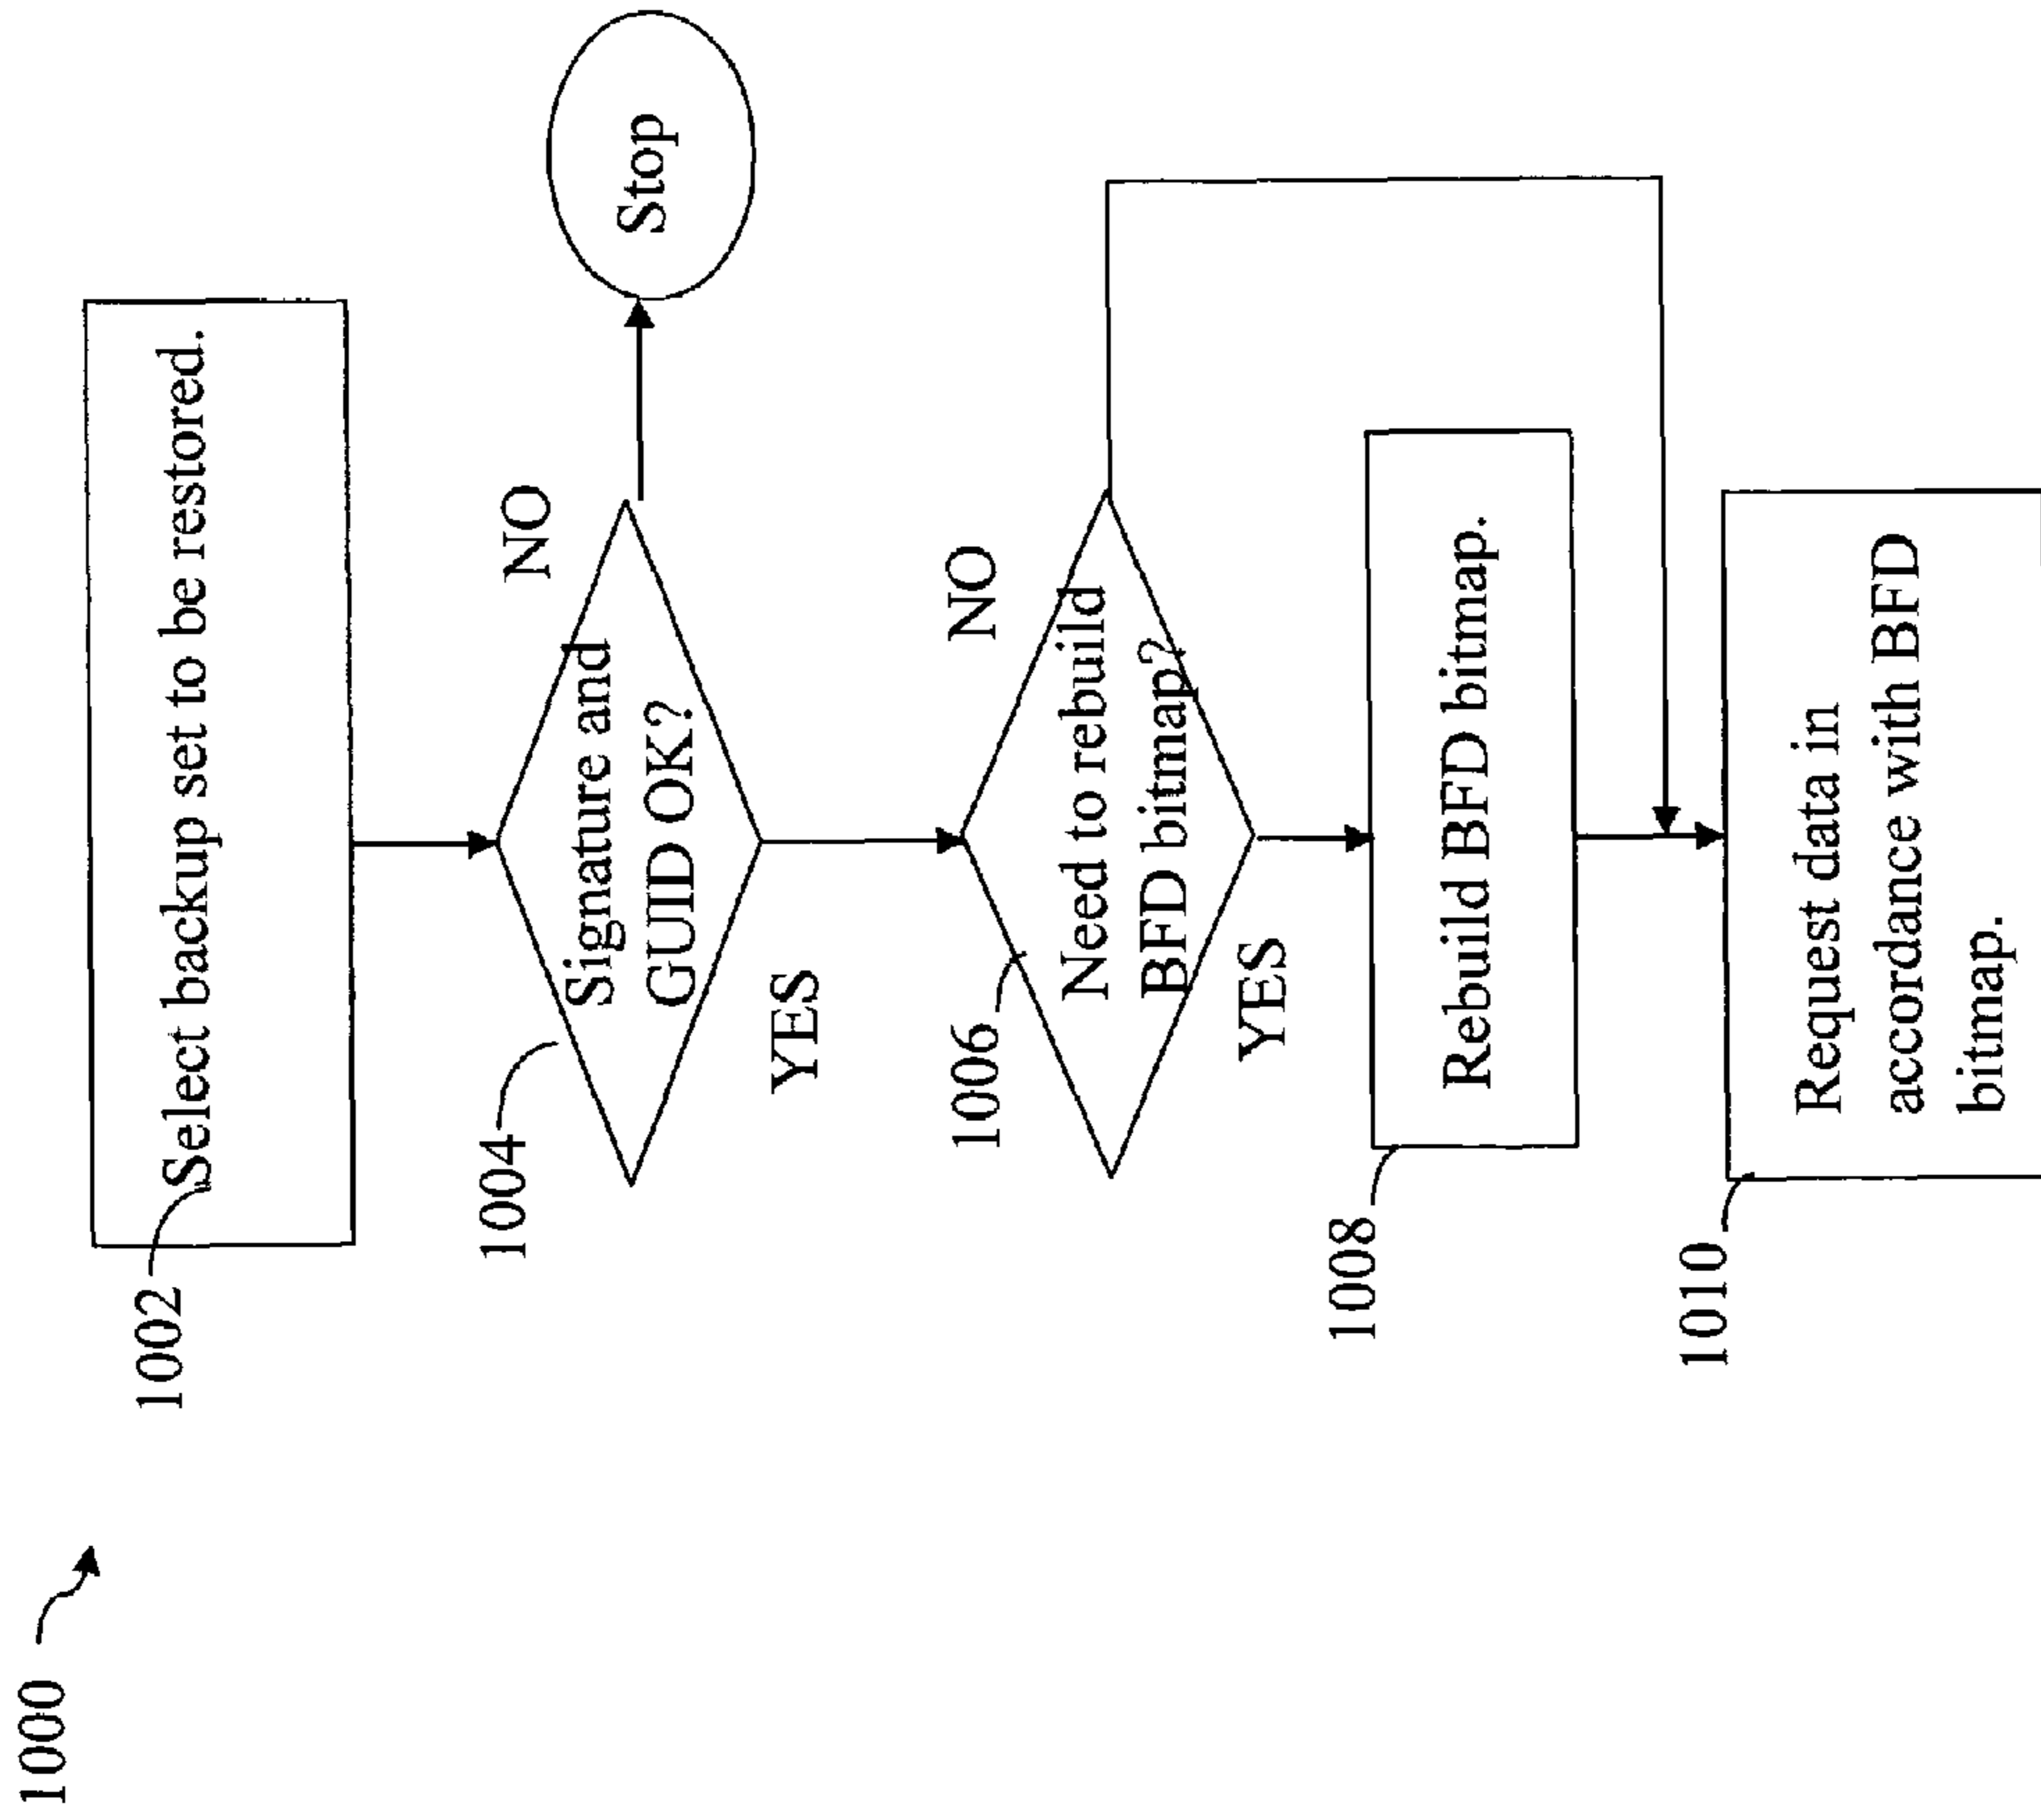 1000
1002
Select backup set to be restored.
1004
Signature and
GUID OK?
NO
Stop
YES
1006
Need to rebuild
BFD bitmap?
NO
YES
1008
Rebuild BFD bitmap.
1010
Request data in
accordance with BFD
bitmap.